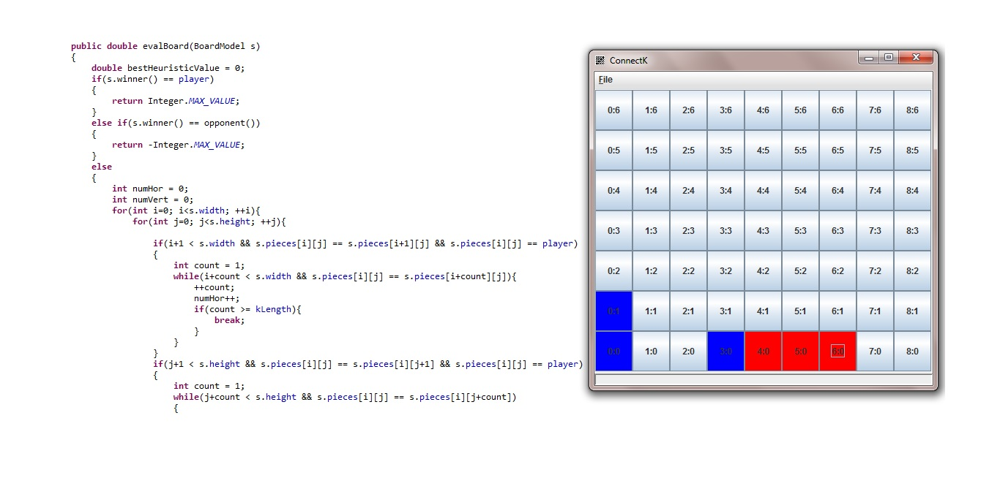 public double evalBoard(BoardModel s)
{
    double bestHeuristicValue = 0;
    if(s.winner() == player)
    {
        return Integer.MAX_VALUE;
    }
    else if(s.winner() == opponent())
    {
        return -Integer.MAX_VALUE;
    }
    else
    {
        int numHor = 0;
        int numVert = 0;
        for(int i=0; i<s.width; ++i){
            for(int j=0; j<s.height; ++j){
                if(i+1 < s.width && s.pieces[i][j] == s.pieces[i+1][j] && s.pieces[i][j] == player)
                {
                    int count = 1;
                    while(i+count < s.width && s.pieces[i][j] == s.pieces[i+count][j]){
                        ++count;
                        numHor++;
                        if(count >= kLength){
                            break;
                        }
                    }
                }
                if(j+1 < s.height && s.pieces[i][j] == s.pieces[i][j+1] && s.pieces[i][j] == player)
                {
                    int count = 1;
                    while(j+count < s.height && s.pieces[i][j] == s.pieces[i][j+count])
                    {
ConnectK
File
0:6 1:6 2:6 3:6 4:6 5:6 6:6 7:6 8:6
0:5 1:5 2:5 3:5 4:5 5:5 6:5 7:5 8:5
0:4 1:4 2:4 3:4 4:4 5:4 6:4 7:4 8:4
0:3 1:3 2:3 3:3 4:3 5:3 6:3 7:3 8:3
0:2 1:2 2:2 3:2 4:2 5:2 6:2 7:2 8:2
0:1 1:1 2:1 3:1 4:1 5:1 6:1 7:1 8:1
0:0 1:0 2:0 3:0 4:0 5:0 6:0 7:0 8:0